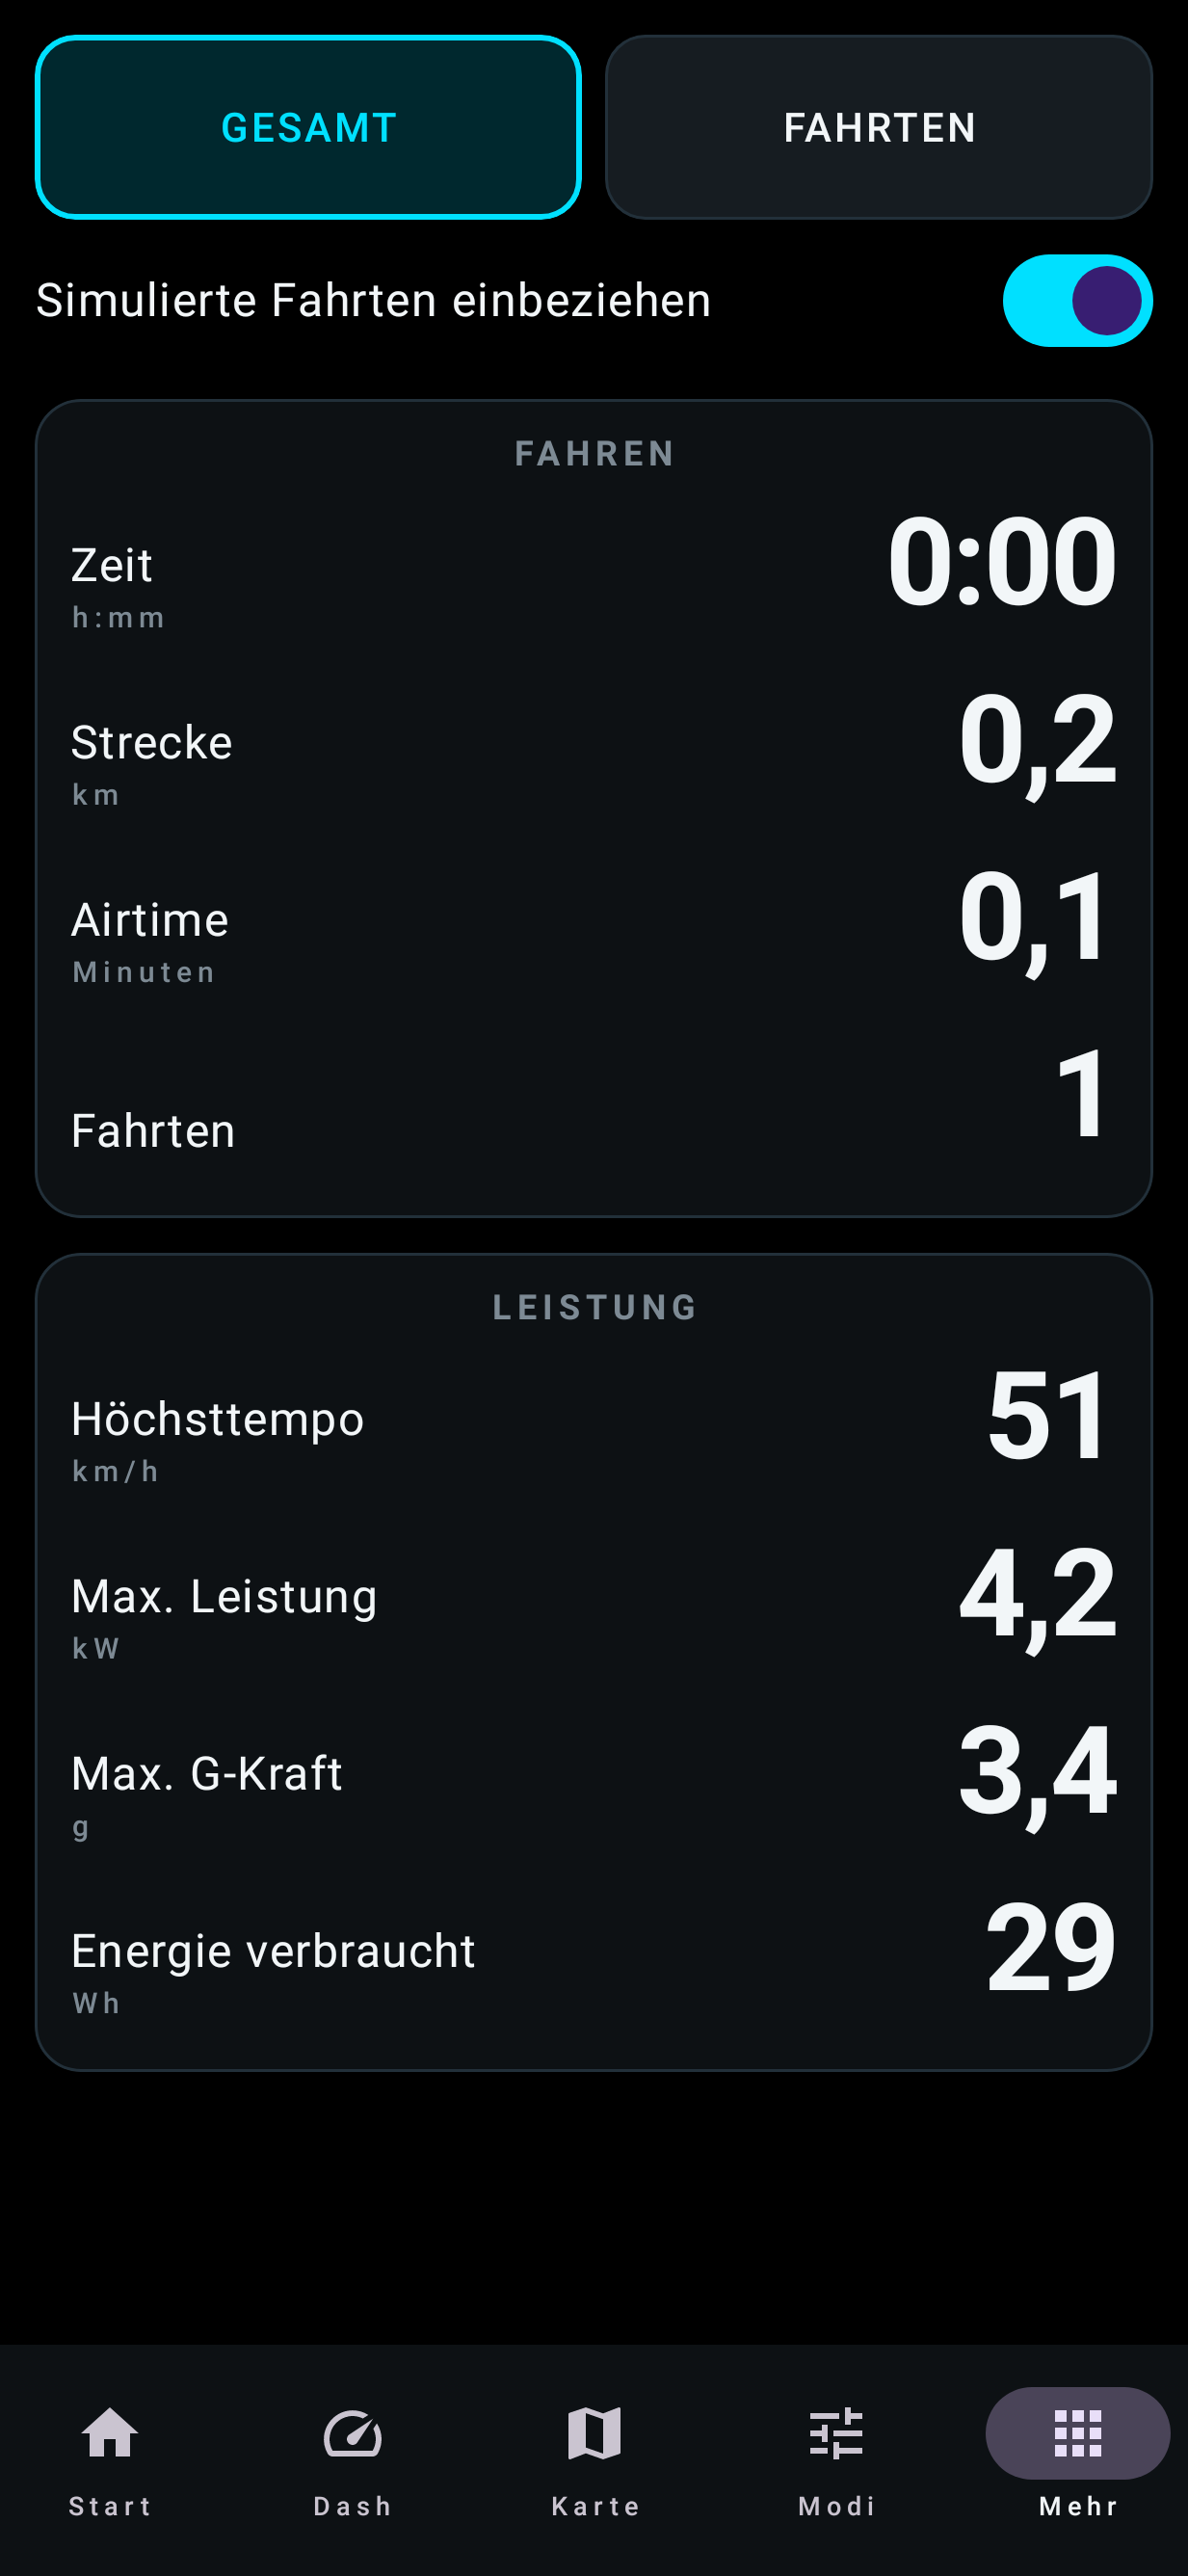 GESAMT
FAHRTEN
Simulierte Fahrten einbeziehen
FAHREN
Zeit
h:mm
0:00
Strecke
km
0,2
Airtime
Minuten
0,1
Fahrten
1
LEISTUNG
Höchsttempo
km/h
51
Max. Leistung
kW
4,2
Max. G-Kraft
g
3,4
Energie verbraucht
Wh
29
Start
Dash
Karte
Modi
Mehr